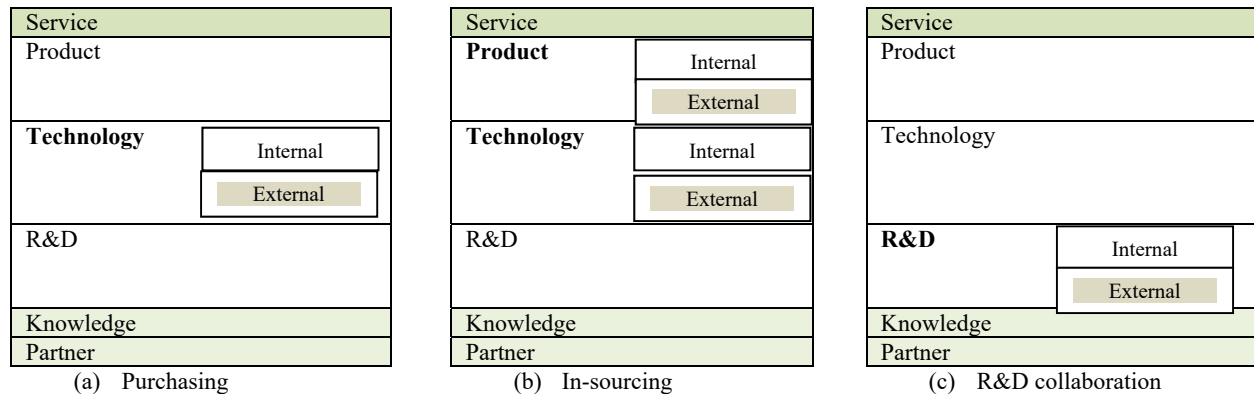 Service
Product
Technology
Internal
External
R&D
Knowledge
Partner
(a) Purchasing
Service
Product
Internal
External
Technology
Internal
External
R&D
Knowledge
Partner
(b) In-sourcing
Service
Product
Technology
R&D
Internal
External
Knowledge
Partner
(c) R&D collaboration